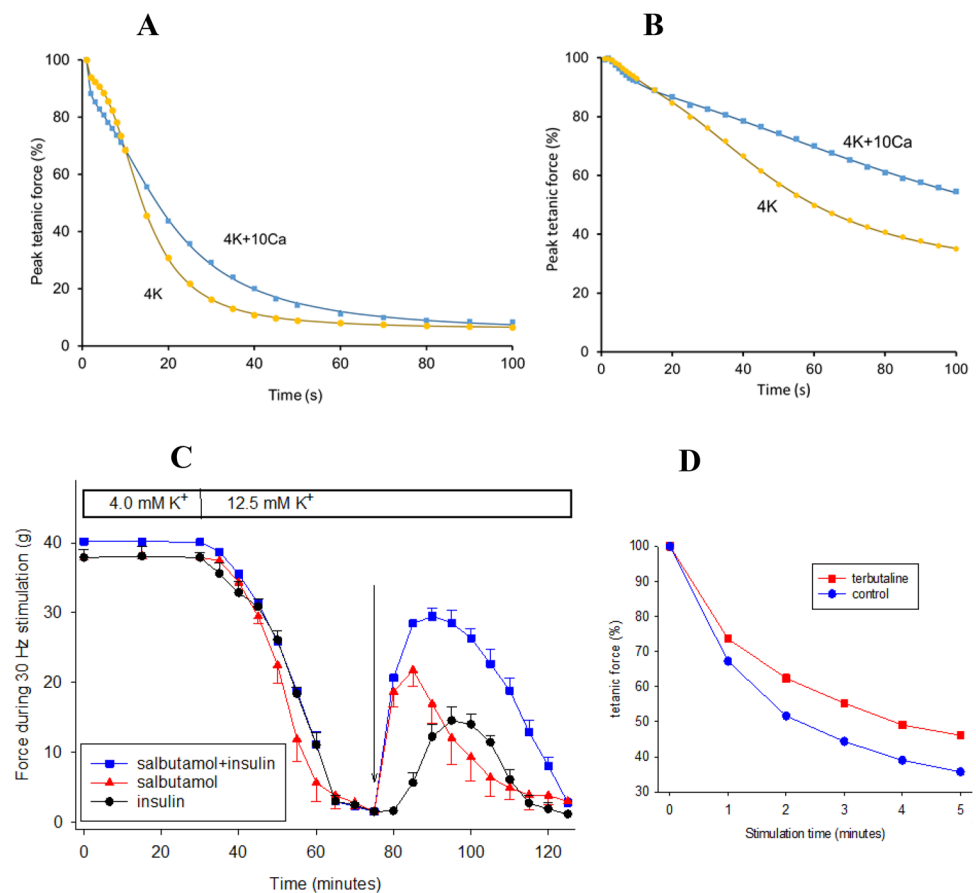 A
Peak tetanic force (%)
100
80
60
40
20
0
4K+10Ca
4K
0 20 40 60 80 100
Time (s)
B
Peak tetanic force (%)
100
80
60
40
20
0
4K+10Ca
4K
0 20 40 60 80 100
Time (s)
C
4.0 mM K+ 12.5 mM K+
Force during 30 Hz stimulation (g)
40
30
20
10
0
salbutamol+insulin
salbutamol
insulin
0 20 40 60 80 100 120
Time (minutes)
D
tetanic force (%)
100
90
80
70
60
50
40
30
terbutaline
control
0 1 2 3 4 5
Stimulation time (minutes)